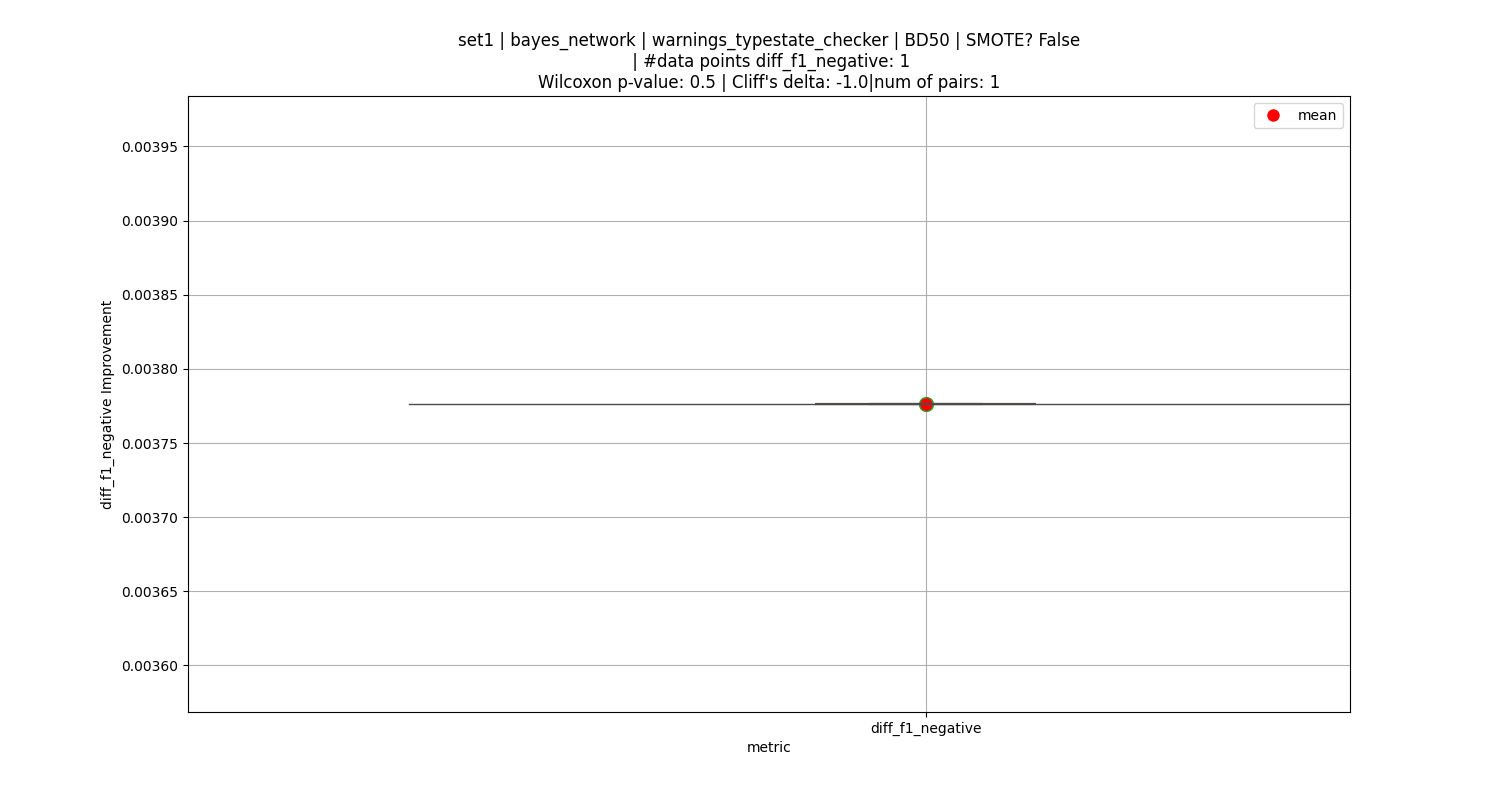 set1 | bayes_network | warnings_typestate_checker | BD50 | SMOTE? False
| #data points diff_f1_negative: 1
Wilcoxon p-value: 0.5 | Cliff's delta: -1.0|num of pairs: 1
mean
0.00395
0.00390
0.00385
0.00380
0.00375
0.00370
0.00365
0.00360
diff_f1_negative Improvement
diff_f1_negative
metric